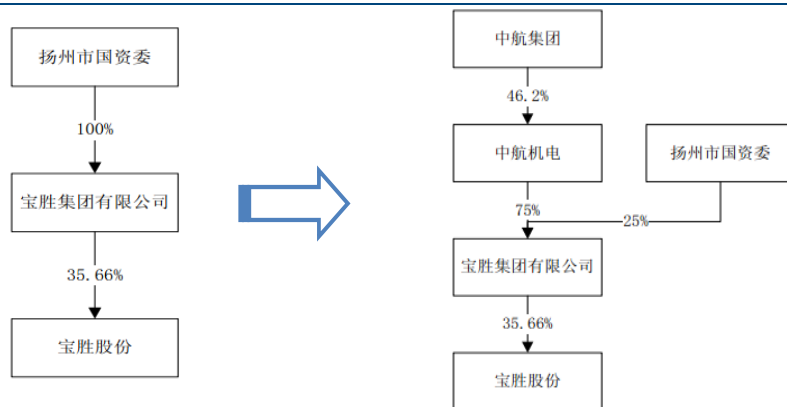 扬州市国资委
100%
宝胜集团有限公司
35.66%
宝胜股份
中航集团
46.2%
中航机电
扬州市国资委
75%
25%
宝胜集团有限公司
35.66%
宝胜股份